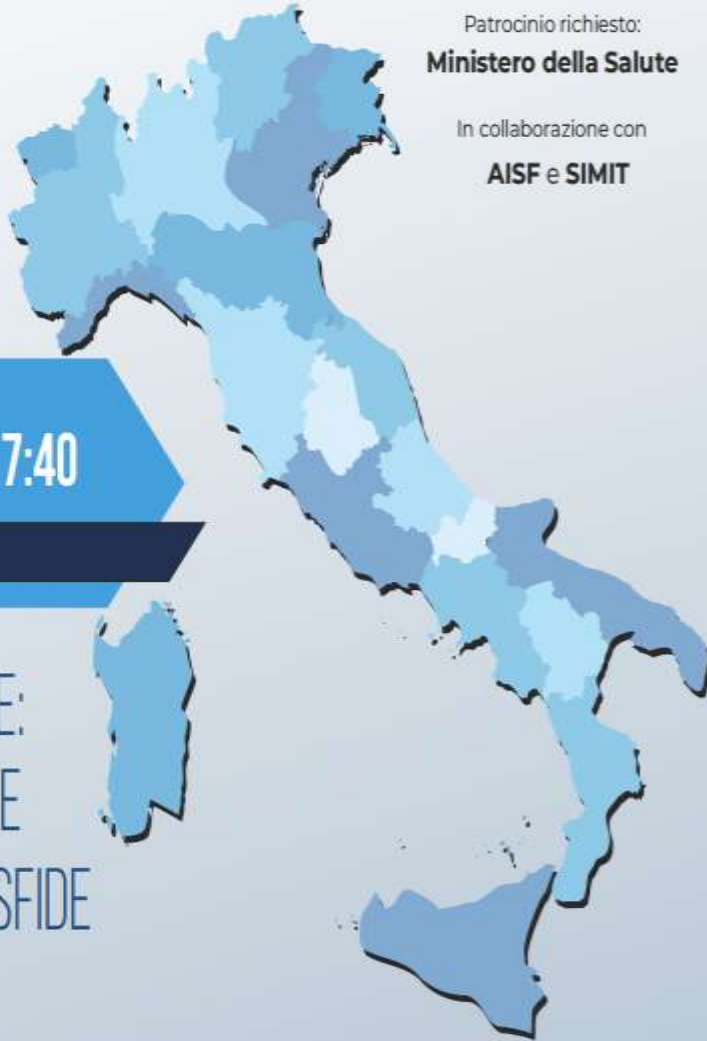 Patrocinio richiesto:
Ministero della Salute
In collaborazione con
AISF e SIMIT
7:40
E:
E
SFIDE